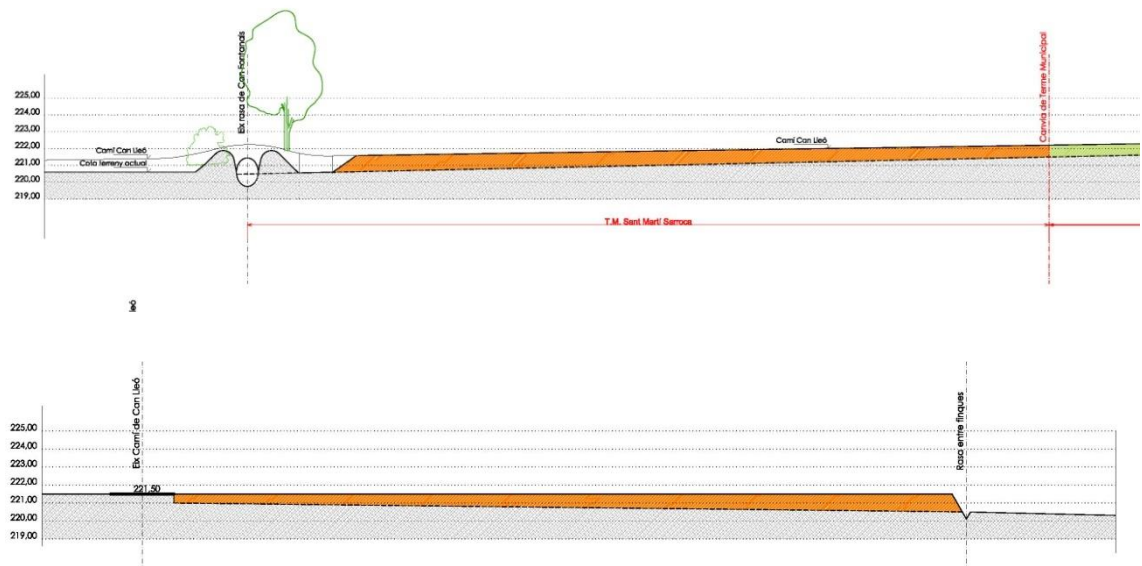 Eix rasa de Can Fontanals
Canvia de Terme Municipal
225,00
224,00
223,00
222,00
221,00
220,00
219,00
Camí Can Lleó
Cota terreny actual
Camí Can Lleó
T.M. Sant Martí Sarroca
leó
Eix Camí de Can Lleó
Rasa entre finques
225,00
224,00
223,00
222,00
221,00
220,00
219,00
221,50